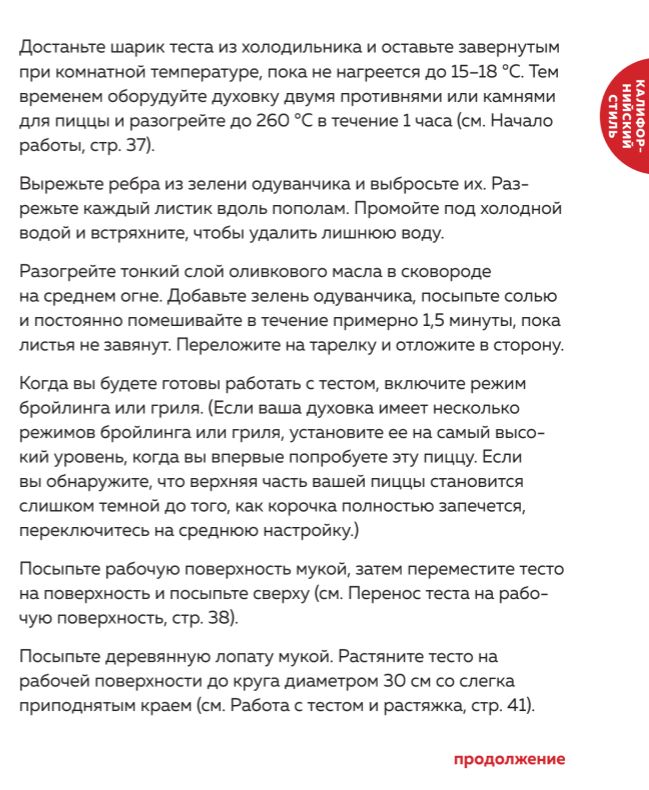 Достаньте шарик теста из холодильника и оставьте завернутым
при комнатной температуре, пока не нагреется до 15–18 °С. Тем
временем оборудуйте духовку двумя противнями или камнями
для пиццы и разогрейте до 260 °С в течение 1 часа (см. Начало
работы, стр. 37).
Вырежьте ребра из зелени одуванчика и выбросьте их. Раз-
режьте каждый листик вдоль пополам. Промойте под холодной
водой и встряхните, чтобы удалить лишнюю воду.
Разогрейте тонкий слой оливкового масла в сковороде
на среднем огне. Добавьте зелень одуванчика, посыпьте солью
и постоянно помешивайте в течение примерно 1,5 минуты, пока
листья не завянут. Переложите на тарелку и отложите в сторону.
Когда вы будете готовы работать с тестом, включите режим
бройлинга или гриля. (Если ваша духовка имеет несколько
режимов бройлинга или гриля, установите ее на самый высо-
кий уровень, когда вы впервые попробуете эту пиццу. Если
вы обнаружите, что верхняя часть вашей пиццы становится
слишком темной до того, как корочка полностью запечется,
переключитесь на среднюю настройку.)
Посыпьте рабочую поверхность мукой, затем переместите тесто
на поверхность и посыпьте сверху (см. Перенос теста на рабо-
чую поверхность, стр. 38).
Посыпьте деревянную лопату мукой. Растяните тесто на
рабочей поверхности до круга диаметром 30 см со слегка
приподнятым краем (см. Работа с тестом и растяжка, стр. 41).
продолжение
КАЛИФОР-
НИЙСКИЙ
СТИЛЬ